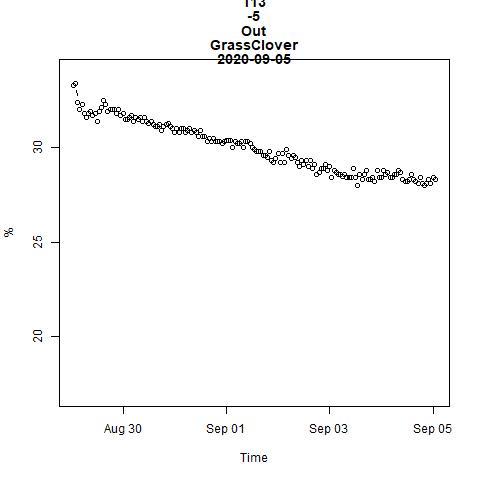 113
-5
Out
GrassClover
2020-09-05
30
25
20
%
Aug 30
Sep 01
Sep 03
Sep 05
Time